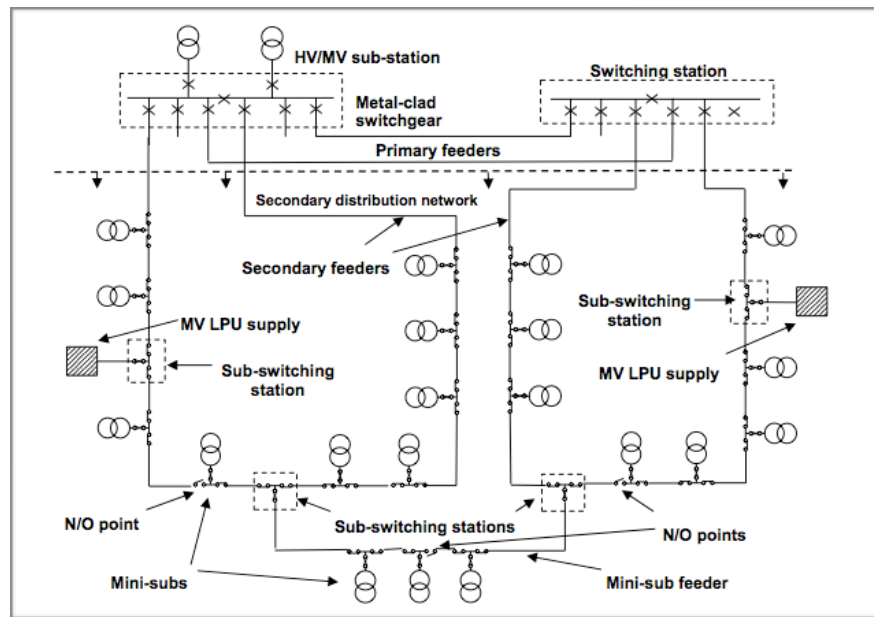 HV/MV sub-station
Switching station
Metal-clad
switchgear
Primary feeders
Secondary distribution network
Secondary feeders
Sub-switching
station
MV LPU supply
Sub-switching
station
MV LPU supply
N/O point
Sub-switching stations
N/O points
Mini-subs
Mini-sub feeder